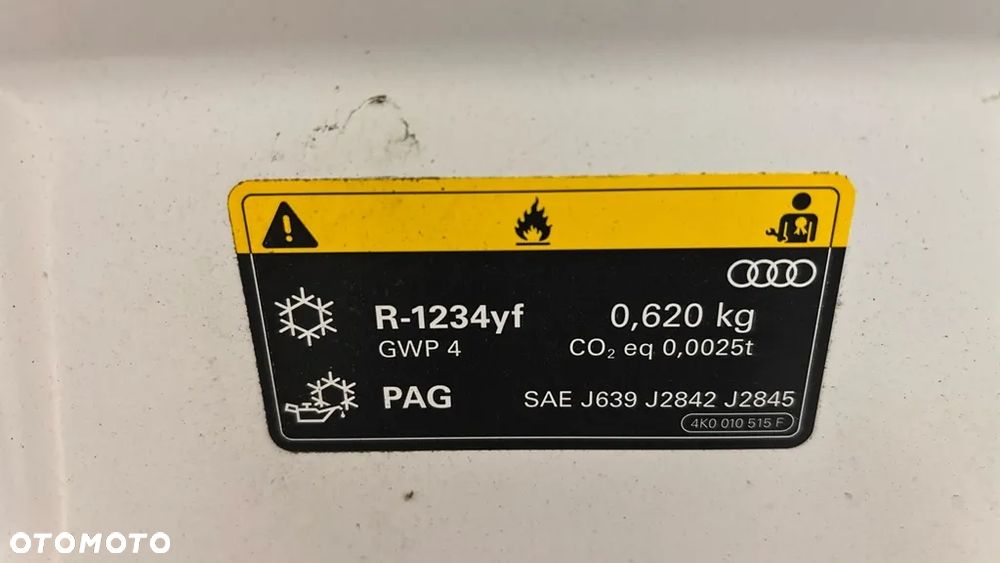 R-1234yf 0,620 kg
GWP 4 CO₂ eq 0,0025t
PAG SAE J639 J2842 J2845
4K0 010 515 F
OTOMOTO